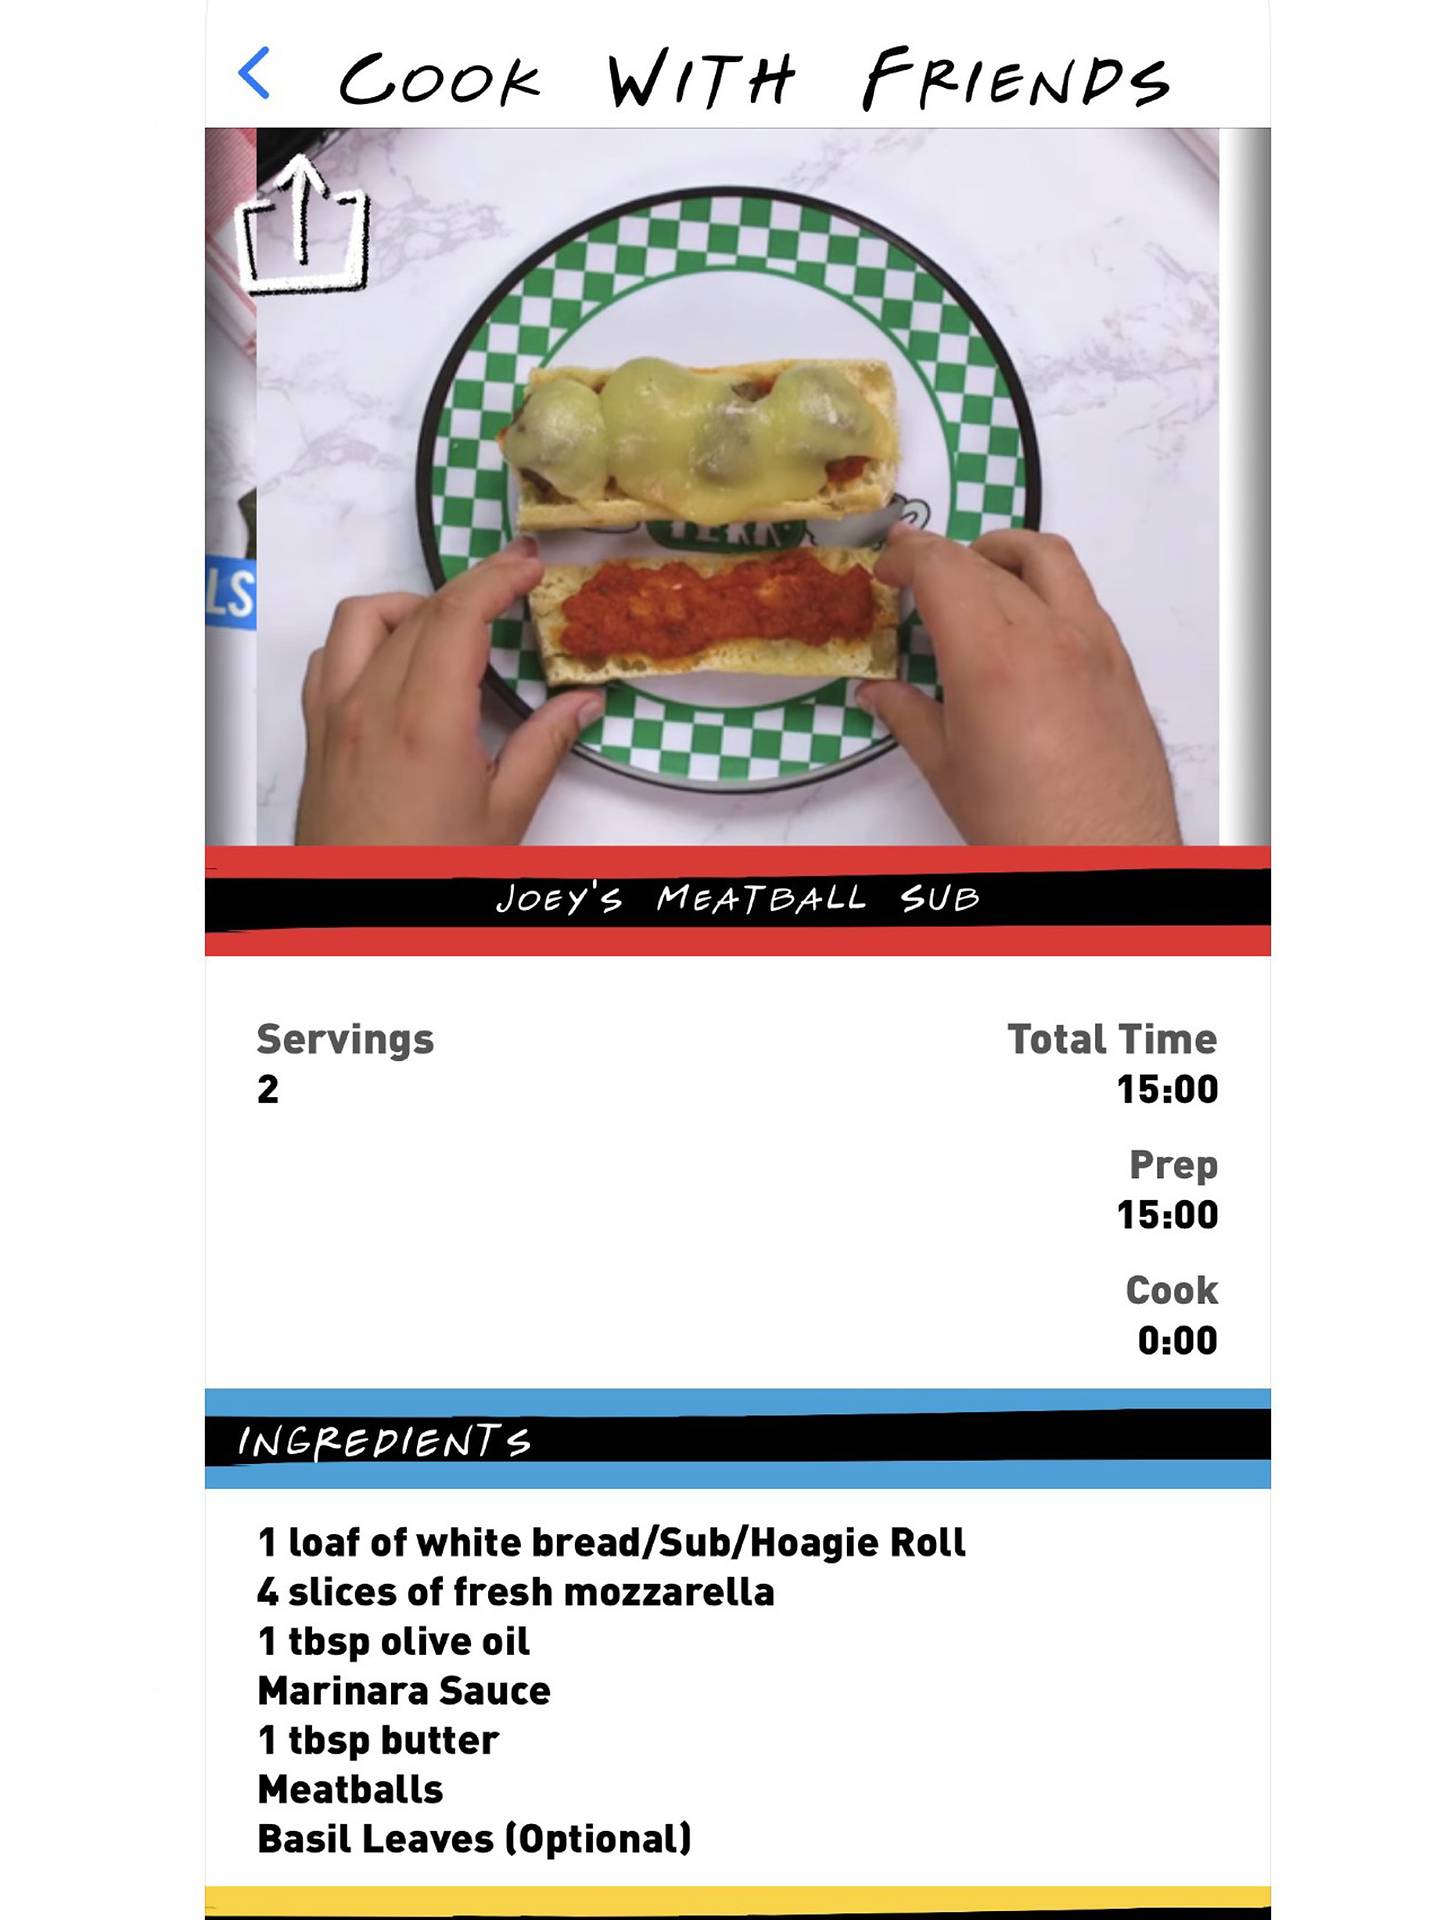 Cook With Friends
LS
Joey's Meatball Sub
Servings
2
Total Time
15:00
Prep
15:00
Cook
0:00
Ingredients
1 loaf of white bread/Sub/Hoagie Roll
4 slices of fresh mozzarella
1 tbsp olive oil
Marinara Sauce
1 tbsp butter
Meatballs
Basil Leaves (Optional)